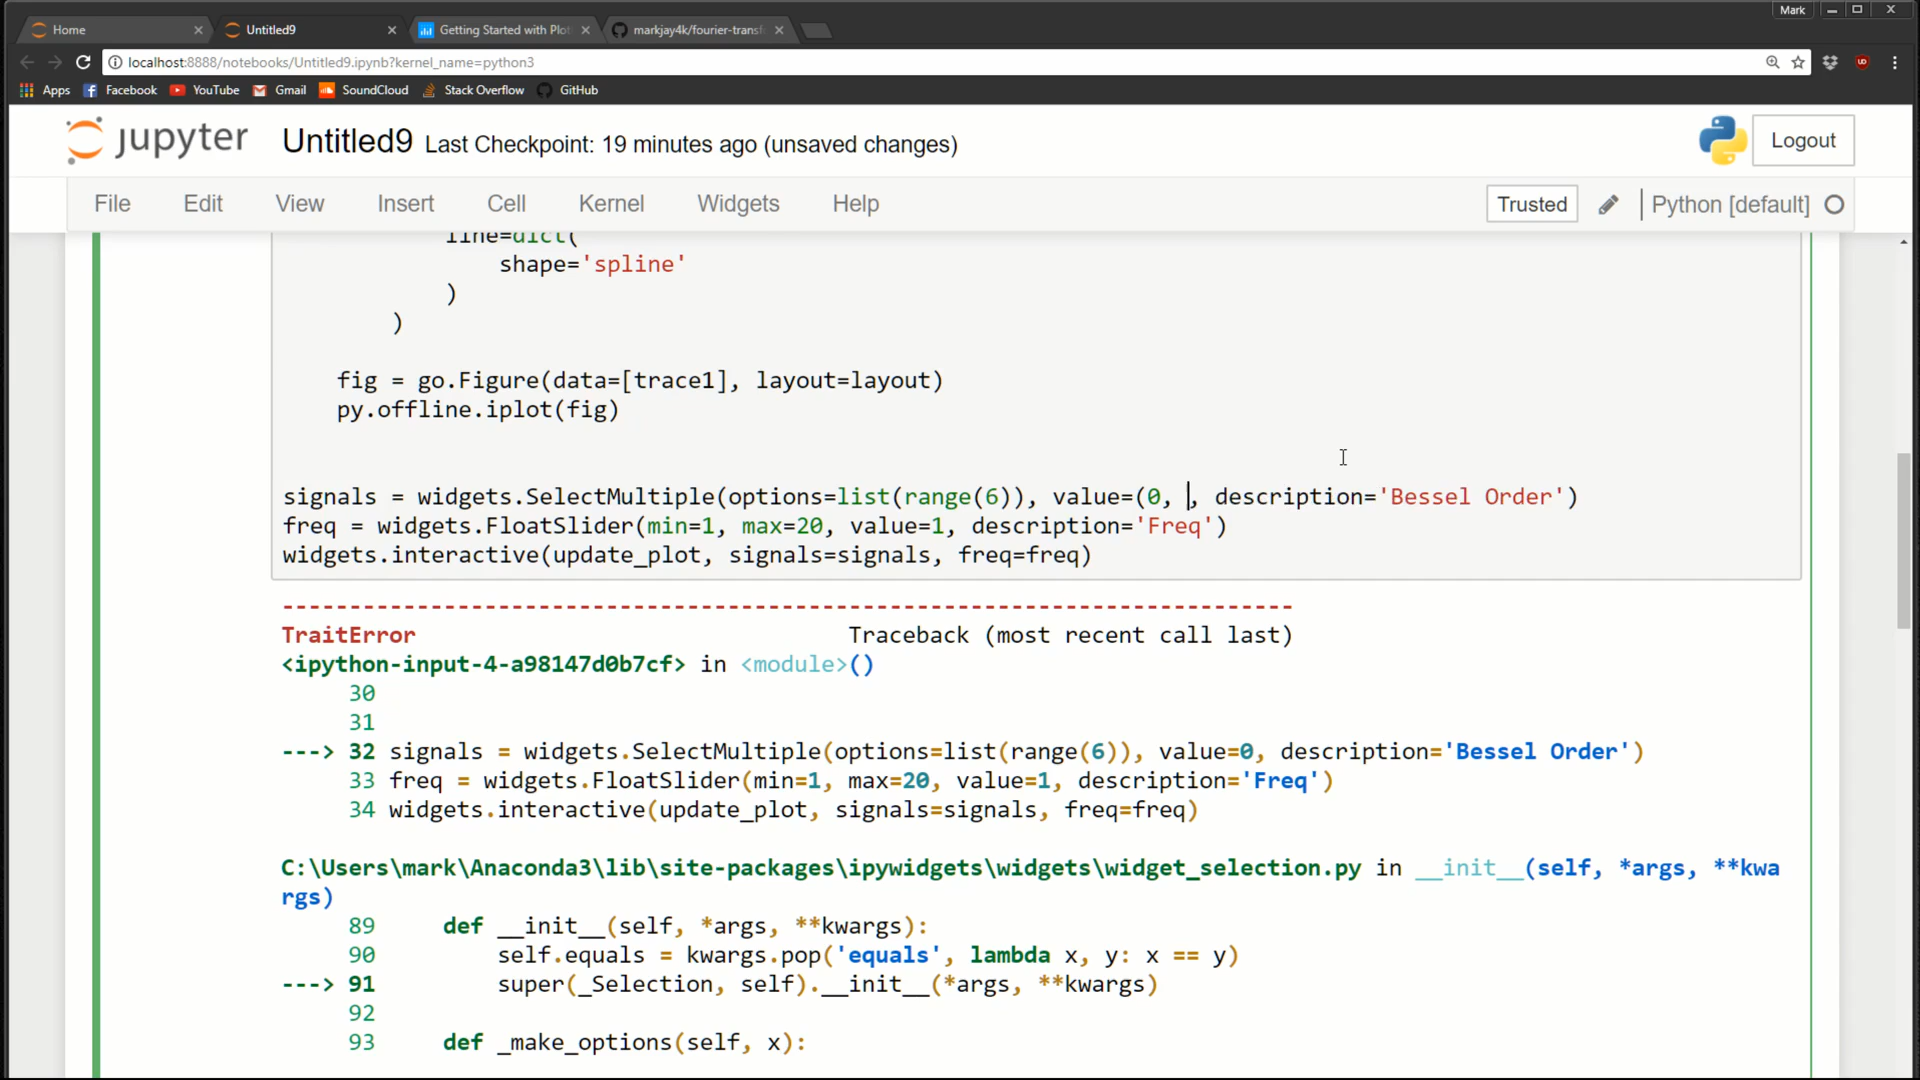 Mark
Home
Untitled9
Getting Started with Plot
markjay4k/fourier-transf
localhost:8888/notebooks/Untitled9.ipynb?kernel_name=python3
Apps Facebook YouTube Gmail SoundCloud Stack Overflow GitHub
jupyter Untitled9 Last Checkpoint: 19 minutes ago (unsaved changes) Logout
File Edit View Insert Cell Kernel Widgets Help Trusted Python [default]
line=dict(
shape='spline'
)
)
fig = go.Figure(data=[trace1], layout=layout)
py.offline.iplot(fig)
signals = widgets.SelectMultiple(options=list(range(6)), value=(0, , description='Bessel Order')
freq = widgets.FloatSlider(min=1, max=20, value=1, description='Freq')
widgets.interactive(update_plot, signals=signals, freq=freq)
---------------------------------------------------------------------------
TraitError Traceback (most recent call last)
<ipython-input-4-a98147d0b7cf> in <module>()
30
31
---> 32 signals = widgets.SelectMultiple(options=list(range(6)), value=0, description='Bessel Order')
33 freq = widgets.FloatSlider(min=1, max=20, value=1, description='Freq')
34 widgets.interactive(update_plot, signals=signals, freq=freq)
C:\Users\mark\Anaconda3\lib\site-packages\ipywidgets\widgets\widget_selection.py in __init__(self, *args, **kwa
rgs)
89 def __init__(self, *args, **kwargs):
90 self.equals = kwargs.pop('equals', lambda x, y: x == y)
---> 91 super(_Selection, self).__init__(*args, **kwargs)
92
93 def _make_options(self, x):